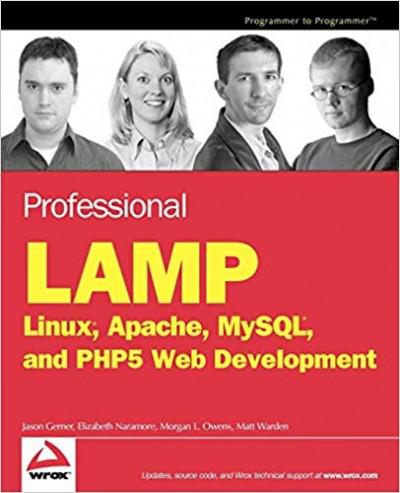 Programmer to Programmer™
Professional
LAMP
Linux®, Apache, MySQL®,
and PHP5 Web Development
Jason Gerner, Elizabeth Naramore, Morgan L. Owens, Matt Warden
wrox™
Updates, source code, and Wrox technical support at www.wrox.com